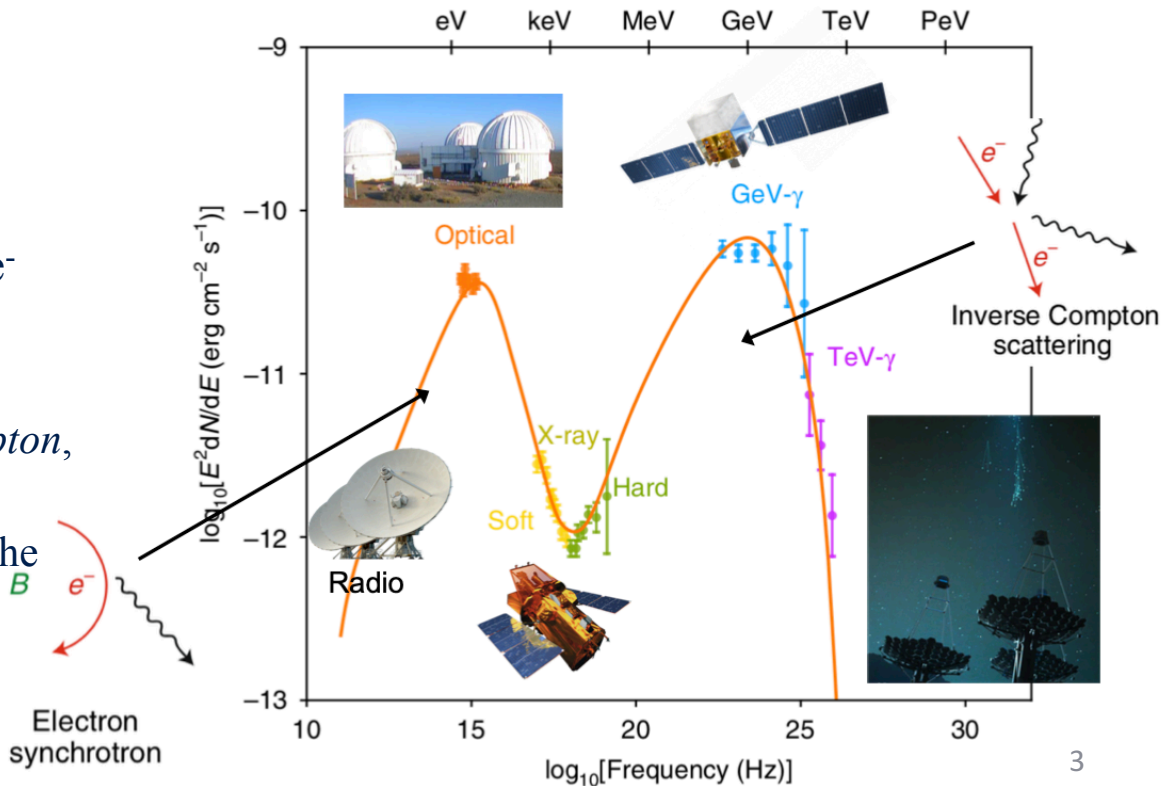 eV keV MeV GeV TeV PeV
−9
−10
−11
−12
−13
log₁₀[E²dN/dE (erg cm⁻² s⁻¹)]
e⁻
pton,
he
Optical
GeV-γ
TeV-γ
X-ray
Soft
Hard
Radio
e⁻
e⁻
Inverse Compton
scattering
B e⁻
Electron
synchrotron
10 15 20 25 30
log₁₀[Frequency (Hz)]
3